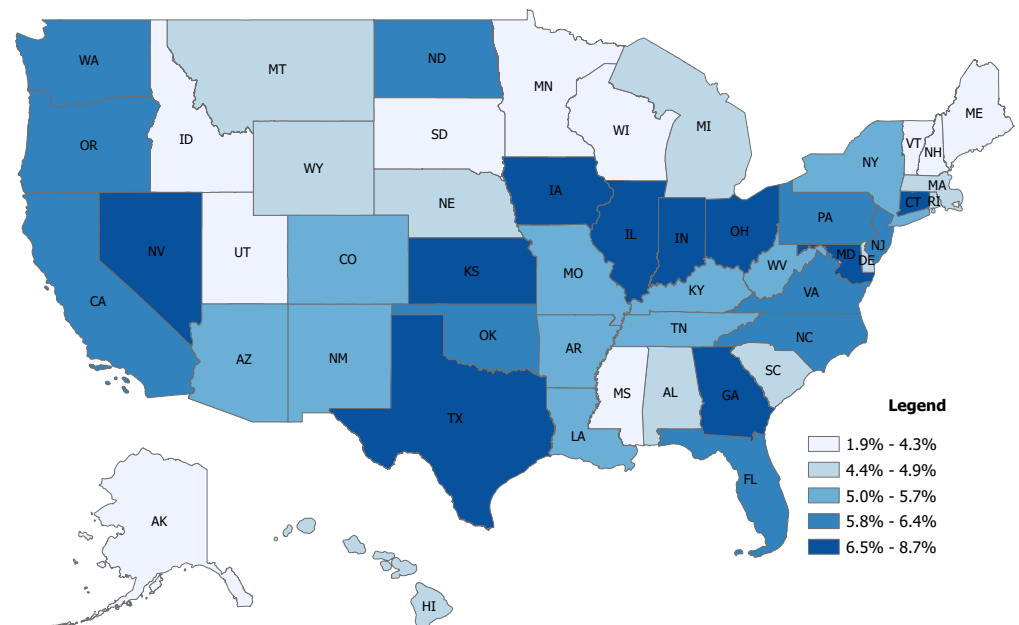 WA
MT
ND
MN
ME
ID
SD
WI
MI
VT
NH
OR
WY
NY
MA
IA
NE
CT
RI
PA
NV
UT
CO
IL
IN
OH
NJ
MD
DE
KS
MO
WV
CA
KY
VA
AZ
NM
OK
AR
TN
NC
MS
AL
SC
GA
TX
LA
FL
AK
HI
Legend
1.9% - 4.3%
4.4% - 4.9%
5.0% - 5.7%
5.8% - 6.4%
6.5% - 8.7%